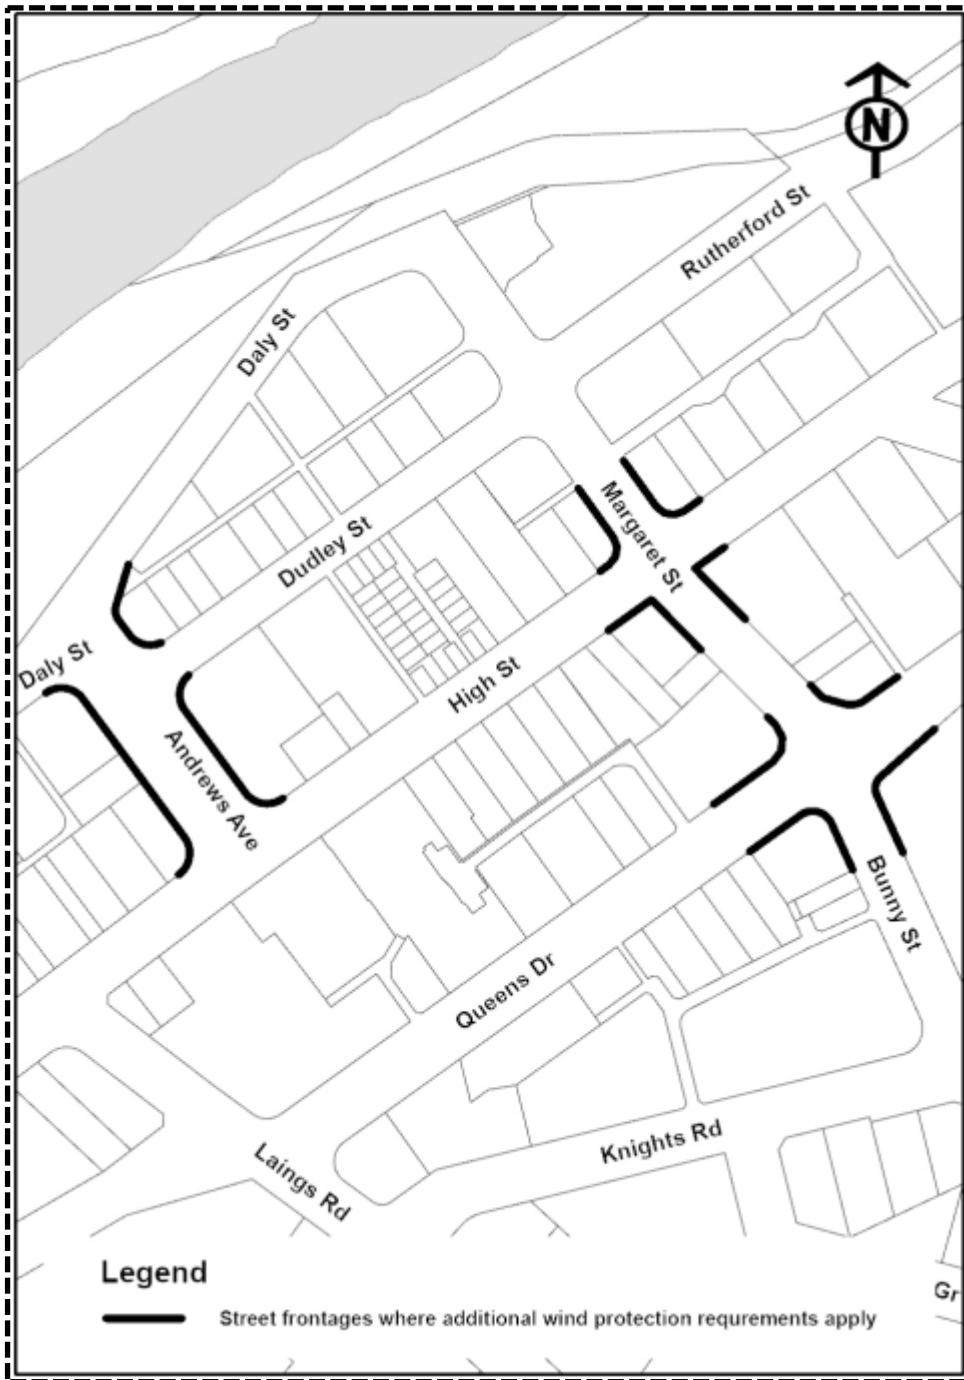 N
Rutherford St
Daly St
Margaret St
Dudley St
Daly St
High St
Andrews Ave
Bunny St
Queens Dr
Knights Rd
Laings Rd
Legend
Gr
Street frontages where additional wind protection requrements apply